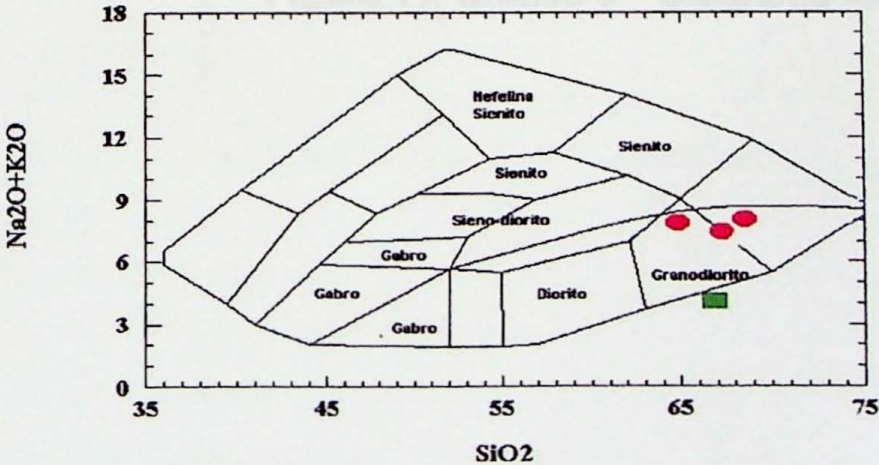 18
15
12
9
6
3
0
Na2O+K2O
Nefelina
Sienito
Sienito
Sienito
Sieno-diorito
Gabro
Gabro
Diorito
Granodiorito
Gabro
35
45
55
65
75
SiO2